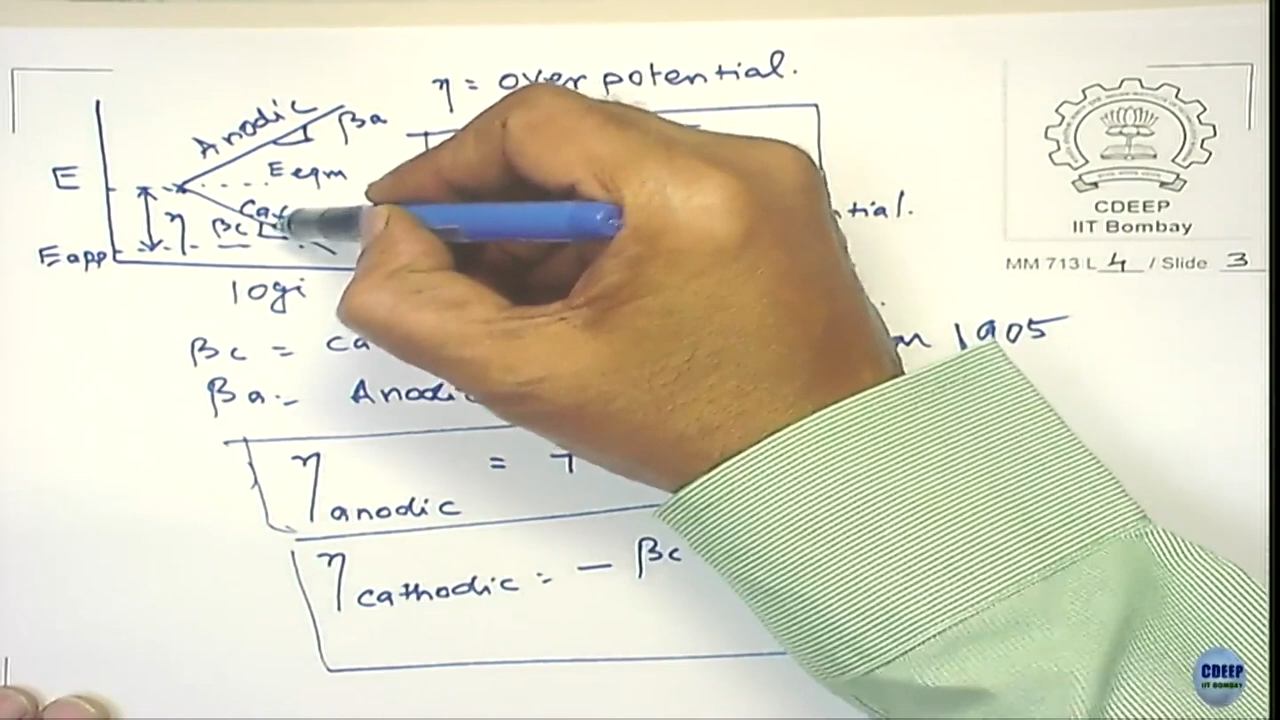 η = over potential.
Anodic
βa
E
Eeqm
η
βc
Eapp
ntial.
logi
βc = ca
1905
βa.- Anodic
η anodic =
η cathodic = - βc
CDEEP
IIT Bombay
MM 713 L 4 / Slide 3
CDEEP
IIT BOMBAY